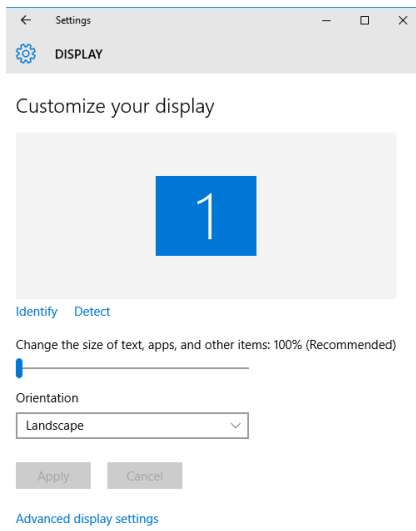 Settings
DISPLAY
Customize your display
1
Identify Detect
Change the size of text, apps, and other items: 100% (Recommended)
Orientation
Landscape
Apply Cancel
Advanced display settings